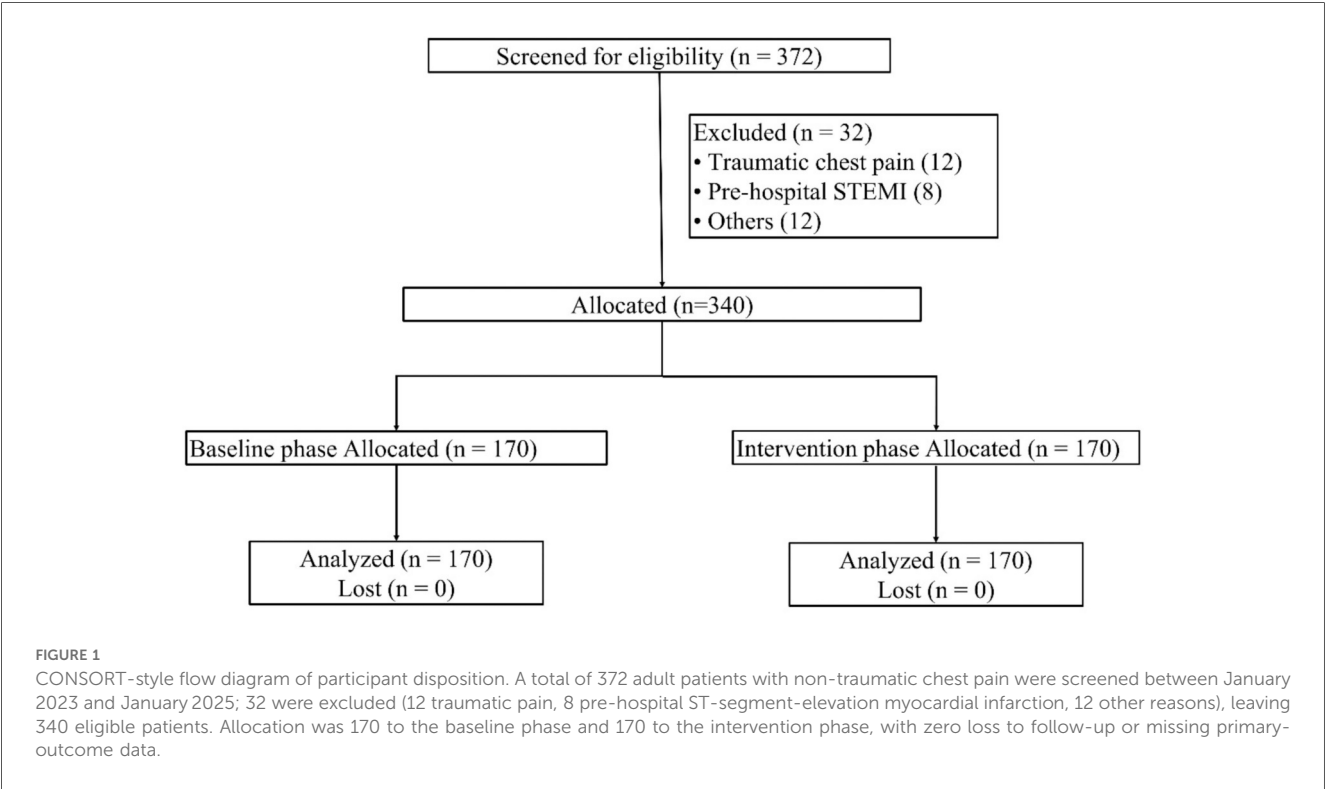 Screened for eligibility (n = 372)
Excluded (n = 32)
• Traumatic chest pain (12)
• Pre-hospital STEMI (8)
• Others (12)
Allocated (n=340)
Baseline phase Allocated (n = 170)
Intervention phase Allocated (n = 170)
Analyzed (n = 170)
Lost (n = 0)
Analyzed (n = 170)
Lost (n = 0)
FIGURE 1
CONSORT-style flow diagram of participant disposition. A total of 372 adult patients with non-traumatic chest pain were screened between January
2023 and January 2025; 32 were excluded (12 traumatic pain, 8 pre-hospital ST-segment-elevation myocardial infarction, 12 other reasons), leaving
340 eligible patients. Allocation was 170 to the baseline phase and 170 to the intervention phase, with zero loss to follow-up or missing primary-
outcome data.